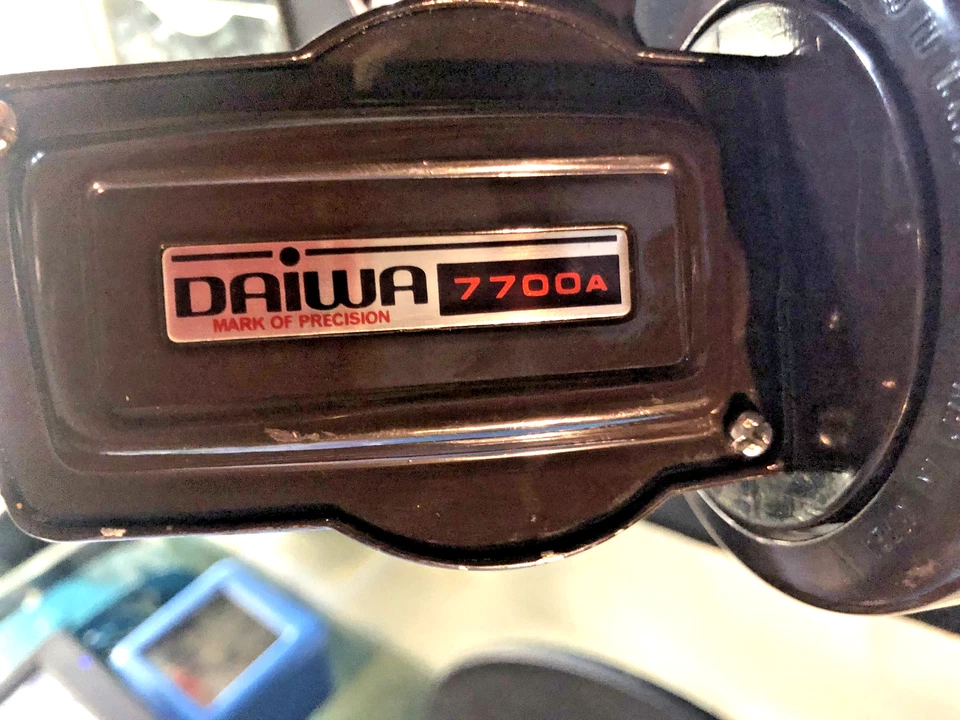 DAiWA 7700A
MARK OF PRECISION